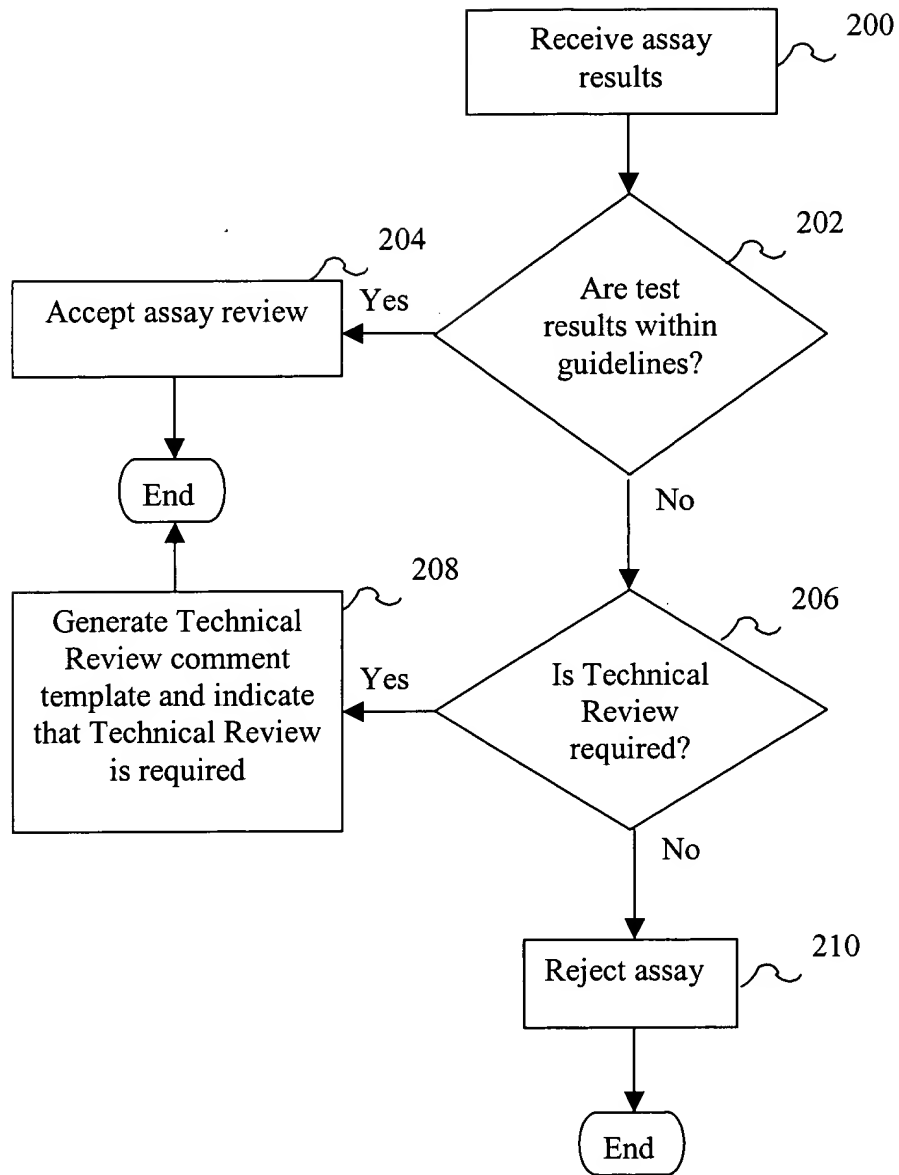 Receive assay
results
200
Are test
results within
guidelines?
202
Yes
Accept assay review
204
End
No
Is Technical
Review
required?
206
Yes
Generate Technical
Review comment
template and indicate
that Technical Review
is required
208
No
Reject assay
210
End